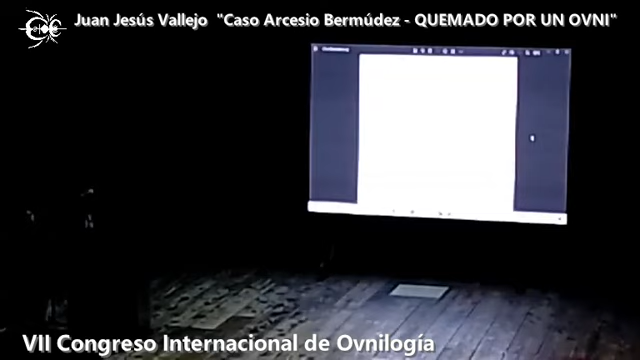 Juan Jesús Vallejo "Caso Arcesio Bermúdez - QUEMADO POR UN OVNI"
VII Congreso Internacional de Ovnilogía